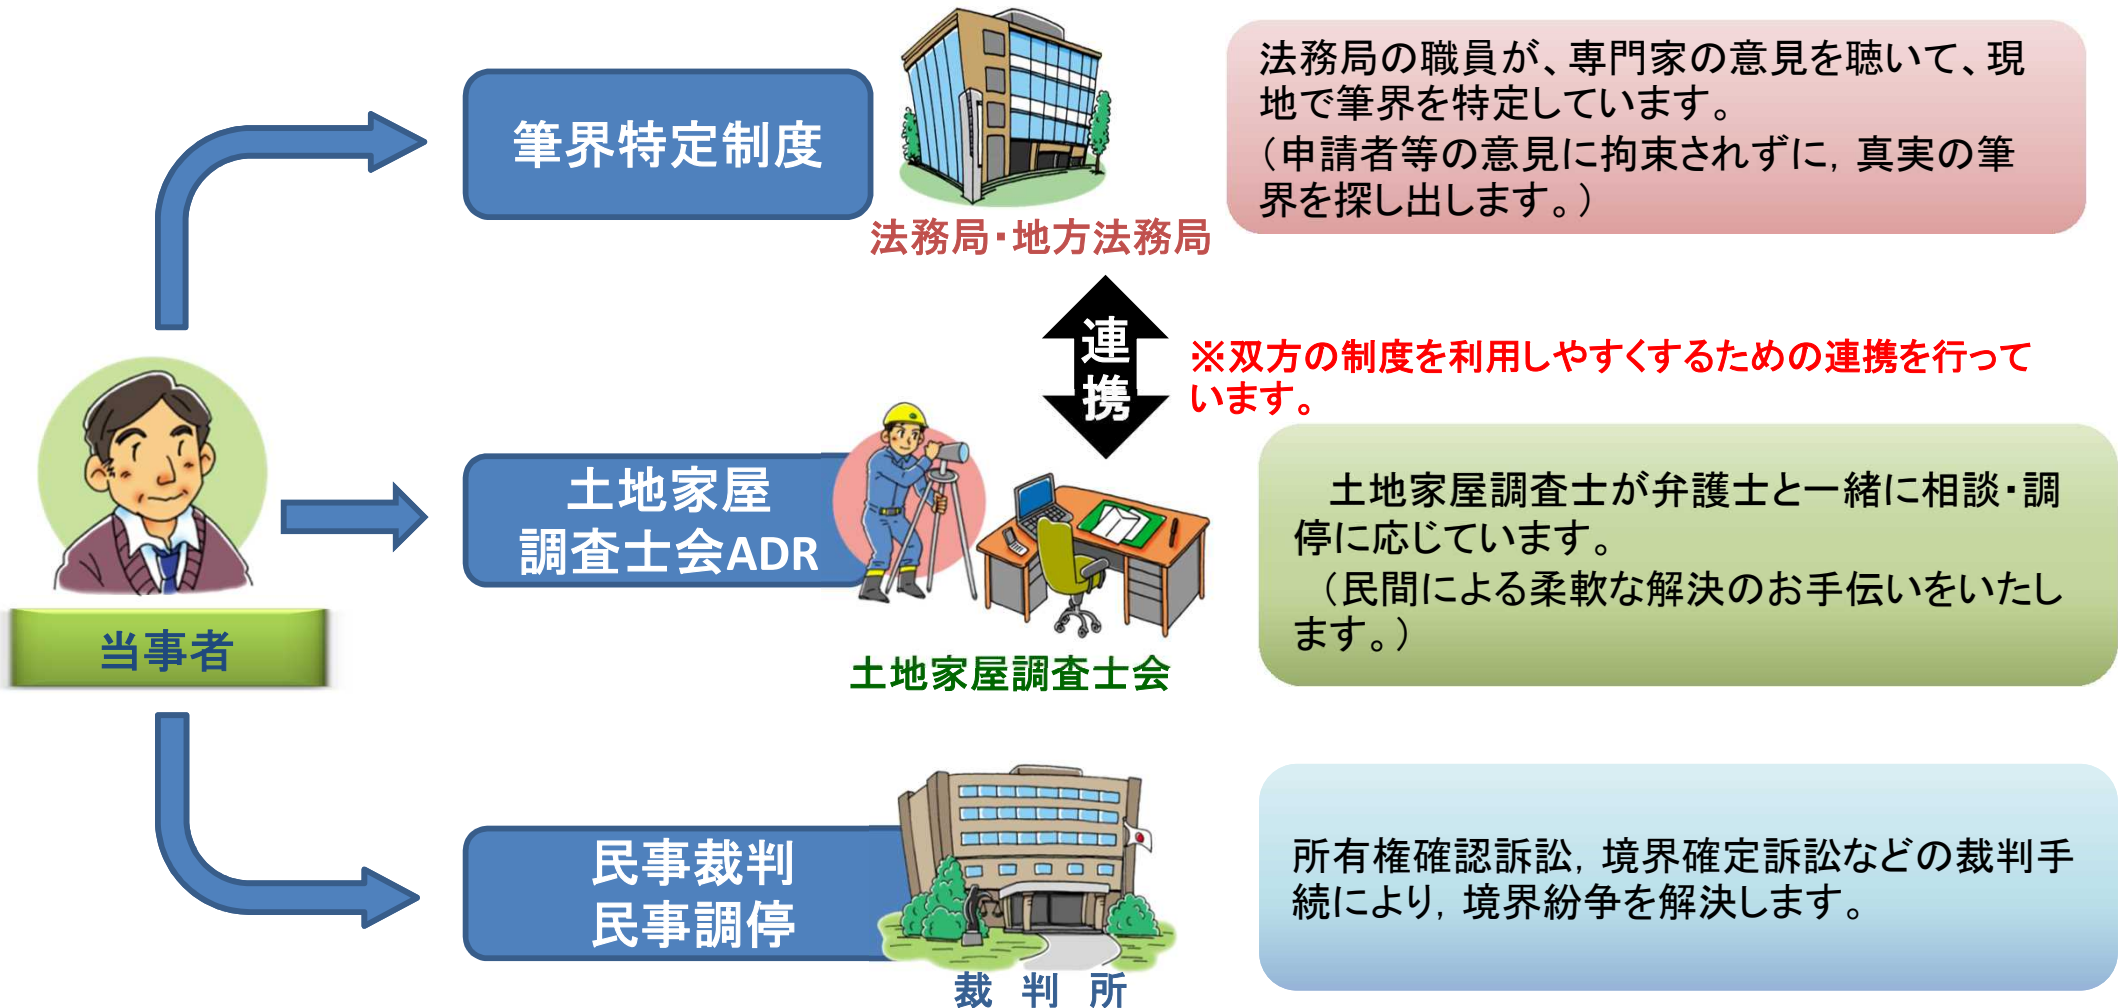 筆界特定制度
法務局・地方法務局
法務局の職員が、専門家の意見を聴いて、現
地で筆界を特定しています。
（申請者等の意見に拘束されずに，真実の筆
界を探し出します。）
連
携
※双方の制度を利用しやすくするための連携を行って
います。
当事者
土地家屋
調査士会ADR
土地家屋調査士会
土地家屋調査士が弁護士と一緒に相談・調
停に応じています。
（民間による柔軟な解決のお手伝いをいたし
ます。）
民事裁判
民事調停
裁 判 所
所有権確認訴訟，境界確定訴訟などの裁判手
続により，境界紛争を解決します。